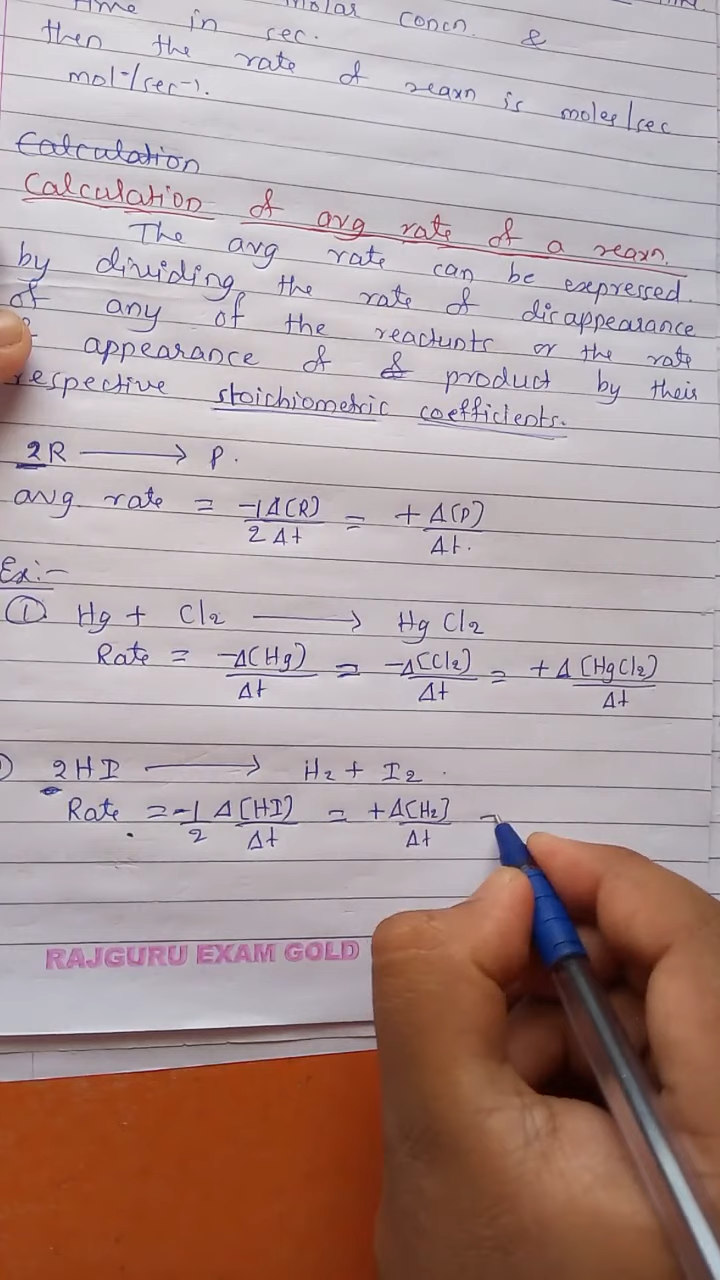 Time in sec. molar concn. &
then the rate of reaxn is moles/sec
mol-1/sec-1.
Calculation
Calculation of avg rate of a reaxn.
The avg rate can be expressed.
by dividing the rate of disappearance
of any of the reactunts or the rate
appearance of & product by their
respective stoichiometric coefficients.
2R ⟶ P.
avg rate = -1Δ(R)/2Δt = +Δ(P)/Δt.
Ex:-
① Hg + Cl2 ⟶ HgCl2
Rate = -Δ(Hg)/Δt = -Δ[Cl2)/Δt = +Δ[HgCl2)/Δt
2HI ⟶ H2 + I2.
Rate = -1/2 Δ[HI)/Δt = +Δ[H2]/Δt
RAJGURU EXAM GOLD